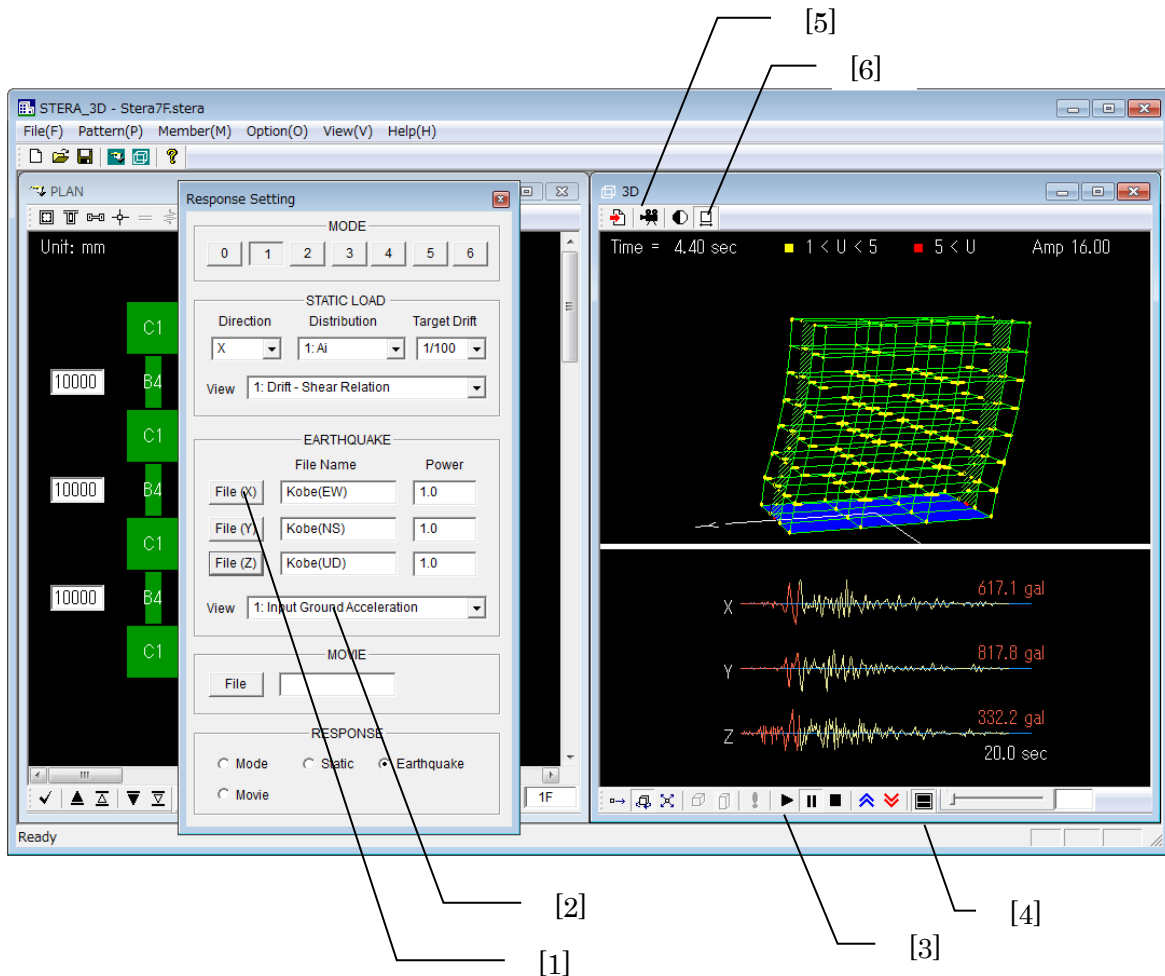 [5]
[6]
STERA_3D - Stera7F.stera
File(F) Pattern(P) Member(M) Option(O) View(V) Help(H)
PLAN
Unit: mm
C1
10000 B4
C1
10000 B4
C1
10000 B4
C1
1F
Ready
Response Setting
MODE
0 1 2 3 4 5 6
STATIC LOAD
Direction Distribution Target Drift
X 1: Ai 1/100
View 1: Drift - Shear Relation
EARTHQUAKE
File Name Power
File (X) Kobe(EW) 1.0
File (Y) Kobe(NS) 1.0
File (Z) Kobe(UD) 1.0
View 1: Input Ground Acceleration
MOVIE
File
RESPONSE
Mode Static Earthquake
Movie
3D
Time = 4.40 sec 1 < U < 5 5 < U Amp 16.00
X 617.1 gal
Y 817.8 gal
Z 332.2 gal
20.0 sec
[2]
[4]
[3]
[1]